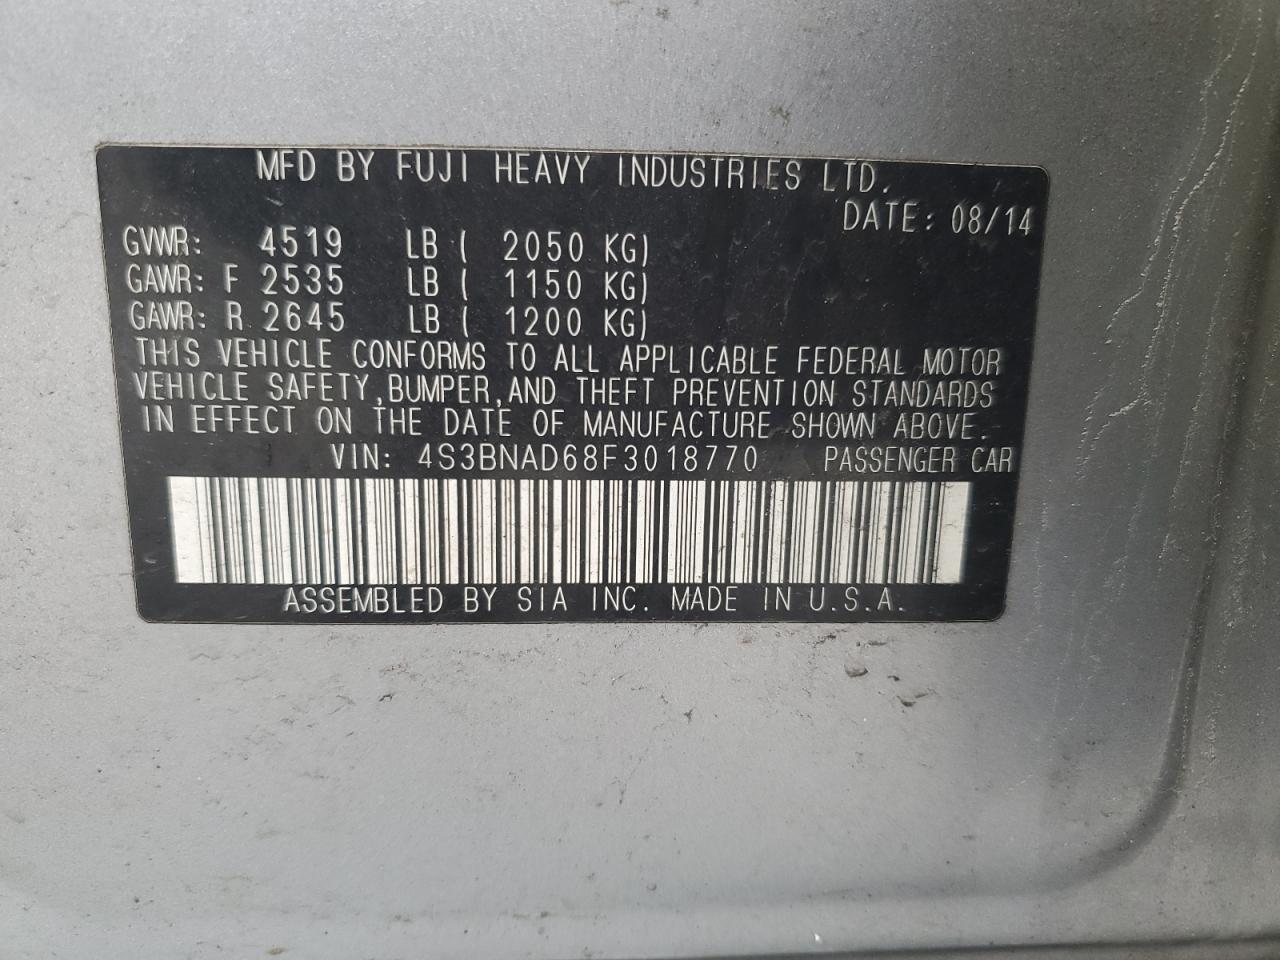 MFD BY FUJI HEAVY INDUSTRIES LTD.
DATE: 08/14
GVWR: 4519 LB ( 2050 KG)
GAWR: F 2535 LB ( 1150 KG)
GAWR: R 2645 LB ( 1200 KG)
THIS VEHICLE CONFORMS TO ALL APPLICABLE FEDERAL MOTOR
VEHICLE SAFETY, BUMPER, AND THEFT PREVENTION STANDARDS
IN EFFECT ON THE DATE OF MANUFACTURE SHOWN ABOVE.
VIN: 4S3BNAD68F3018770 PASSENGER CAR
ASSEMBLED BY SIA INC. MADE IN U.S.A.